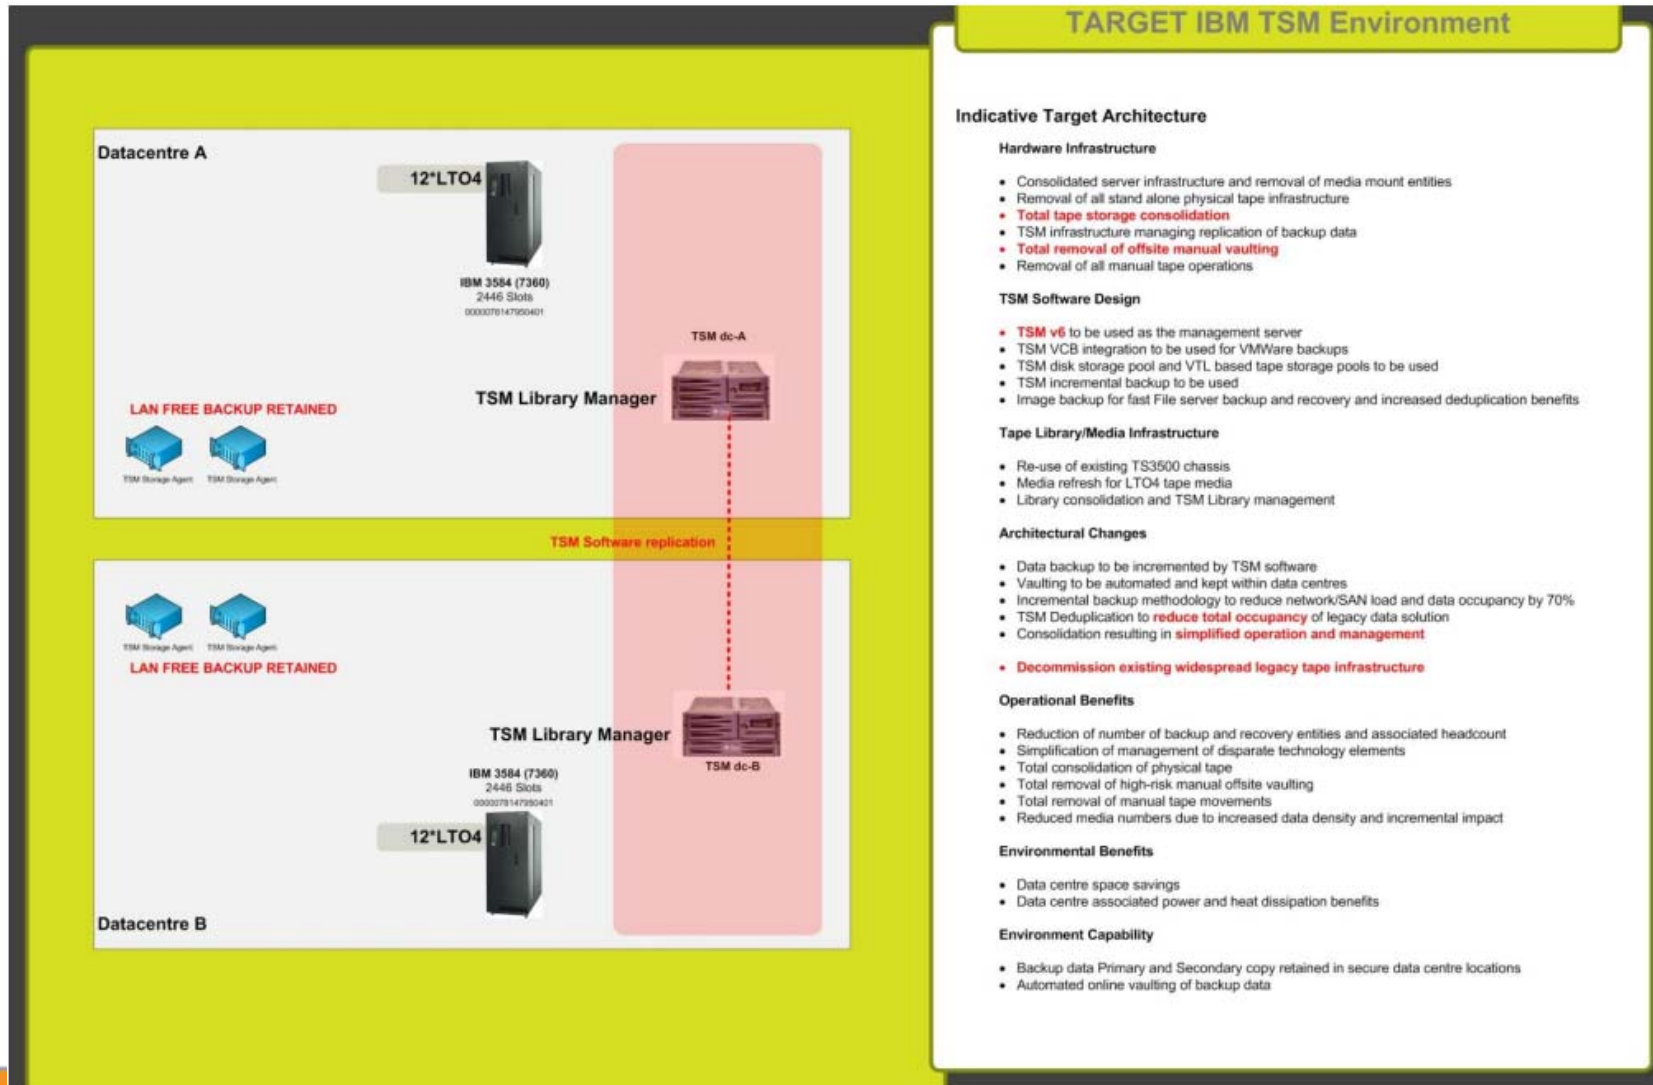 TARGET IBM TSM Environment
Datacentre A
12*LTO4
IBM 3584 (7360)
2446 Slots
0000078147950401
TSM dc-A
TSM Library Manager
LAN FREE BACKUP RETAINED
TSM Storage Agent TSM Storage Agent
TSM Software replication
TSM Storage Agent TSM Storage Agent
LAN FREE BACKUP RETAINED
TSM Library Manager
TSM dc-B
IBM 3584 (7360)
2446 Slots
0000078147950401
12*LTO4
Datacentre B
Indicative Target Architecture
Hardware Infrastructure
• Consolidated server infrastructure and removal of media mount entities
• Removal of all stand alone physical tape infrastructure
• Total tape storage consolidation
• TSM infrastructure managing replication of backup data
• Total removal of offsite manual vaulting
• Removal of all manual tape operations
TSM Software Design
• TSM v6 to be used as the management server
• TSM VCB integration to be used for VMWare backups
• TSM disk storage pool and VTL based tape storage pools to be used
• TSM incremental backup to be used
• Image backup for fast File server backup and recovery and increased deduplication benefits
Tape Library/Media Infrastructure
• Re-use of existing TS3500 chassis
• Media refresh for LTO4 tape media
• Library consolidation and TSM Library management
Architectural Changes
• Data backup to be incremented by TSM software
• Vaulting to be automated and kept within data centres
• Incremental backup methodology to reduce network/SAN load and data occupancy by 70%
• TSM Deduplication to reduce total occupancy of legacy data solution
• Consolidation resulting in simplified operation and management
• Decommission existing widespread legacy tape infrastructure
Operational Benefits
• Reduction of number of backup and recovery entities and associated headcount
• Simplification of management of disparate technology elements
• Total consolidation of physical tape
• Total removal of high-risk manual offsite vaulting
• Total removal of manual tape movements
• Reduced media numbers due to increased data density and incremental impact
Environmental Benefits
• Data centre space savings
• Data centre associated power and heat dissipation benefits
Environment Capability
• Backup data Primary and Secondary copy retained in secure data centre locations
• Automated online vaulting of backup data